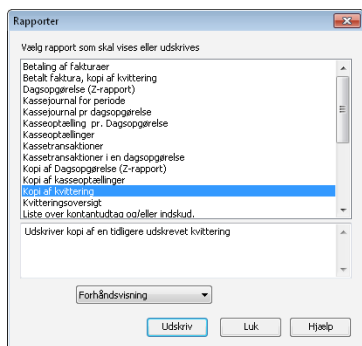 Rapporter
Vælg rapport som skal vises eller udskrives
Betaling af fakturaer
Betalt faktura, kopi af kvittering
Dagsopgørelse (Z-rapport)
Kassejournal for periode
Kassejournal pr dagsopgørelse
Kasseoptælling pr. Dagsopgørelse
Kasseoptællinger
Kassetransaktioner
Kassetransaktioner i en dagsopgørelse
Kopi af Dagsopgørelse (Z-rapport)
Kopi af kasseoptællinger
Kopi af kvittering
Kvitteringsoversigt
Liste over kontantudtag og/eller indskud.
Udskriver kopi af en tidligere udskrevet kvittering
Forhåndsvisning
Udskriv Luk Hjælp